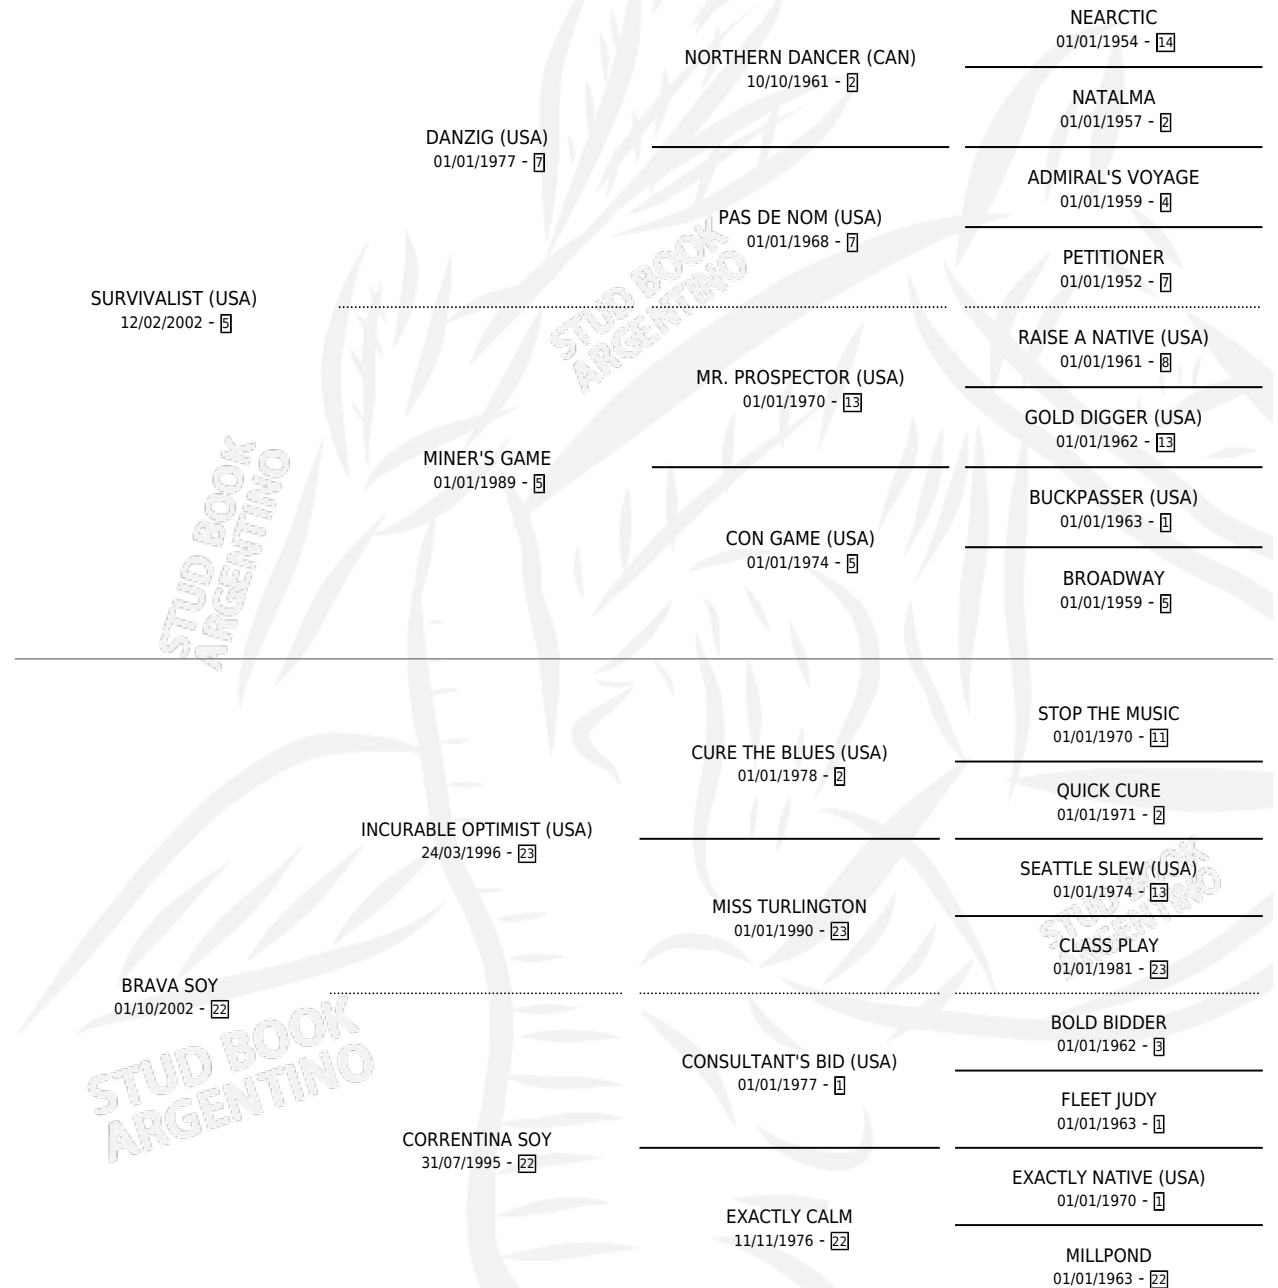 NEARCTIC
01/01/1954 - 14
NORTHERN DANCER (CAN)
10/10/1961 - 2
NATALMA
01/01/1957 - 2
DANZIG (USA)
01/01/1977 - 7
ADMIRAL'S VOYAGE
01/01/1959 - 4
PAS DE NOM (USA)
01/01/1968 - 7
PETITIONER
01/01/1952 - 7
SURVIVALIST (USA)
12/02/2002 - 5
STUD BOOK
ARGENTINO
RAISE A NATIVE (USA)
01/01/1961 - 8
MR. PROSPECTOR (USA)
01/01/1970 - 13
GOLD DIGGER (USA)
01/01/1962 - 13
MINER'S GAME
01/01/1989 - 5
BUCKPASSER (USA)
01/01/1963 - 1
CON GAME (USA)
01/01/1974 - 5
BROADWAY
01/01/1959 - 5
STUD BOOK
ARGENTINO
STOP THE MUSIC
01/01/1970 - 11
CURE THE BLUES (USA)
01/01/1978 - 2
QUICK CURE
01/01/1971 - 2
INCURABLE OPTIMIST (USA)
24/03/1996 - 23
SEATTLE SLEW (USA)
01/01/1974 - 13
MISS TURLINGTON
01/01/1990 - 23
STUD BOOK
ARGENTINO
CLASS PLAY
01/01/1981 - 23
BRAVA SOY
01/10/2002 - 22
STUD BOOK
ARGENTINO
BOLD BIDDER
01/01/1962 - 3
CONSULTANT'S BID (USA)
01/01/1977 - 1
FLEET JUDY
01/01/1963 - 1
CORRENTINA SOY
31/07/1995 - 22
EXACTLY NATIVE (USA)
01/01/1970 - 1
EXACTLY CALM
11/11/1976 - 22
MILLPOND
01/01/1963 - 22